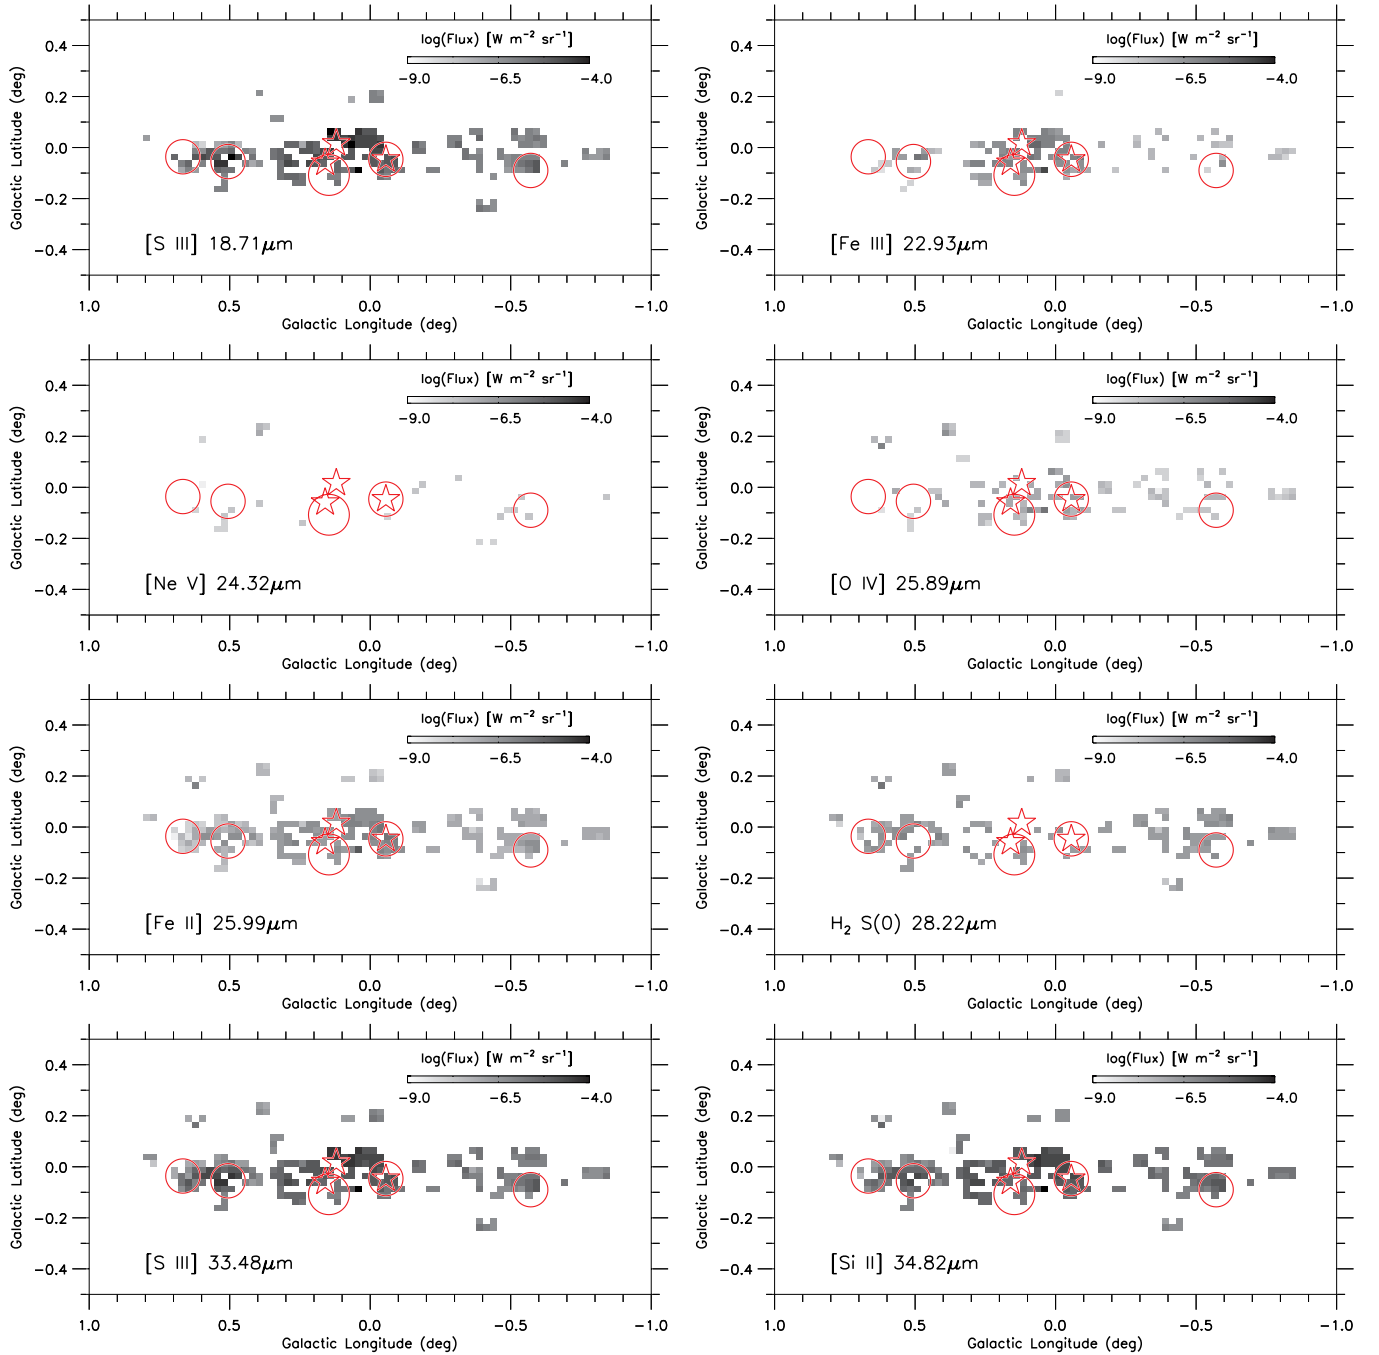 log(Flux) [W m⁻² sr⁻¹]
−9.0 −6.5 −4.0
0.4
0.2
0.0
−0.2
−0.4
Galactic Latitude (deg)
[S III] 18.71μm
1.0 0.5 0.0 −0.5 −1.0
Galactic Longitude (deg)
log(Flux) [W m⁻² sr⁻¹]
−9.0 −6.5 −4.0
0.4
0.2
0.0
−0.2
−0.4
Galactic Latitude (deg)
[Fe III] 22.93μm
1.0 0.5 0.0 −0.5 −1.0
Galactic Longitude (deg)
log(Flux) [W m⁻² sr⁻¹]
−9.0 −6.5 −4.0
0.4
0.2
0.0
−0.2
−0.4
Galactic Latitude (deg)
[Ne V] 24.32μm
1.0 0.5 0.0 −0.5 −1.0
Galactic Longitude (deg)
log(Flux) [W m⁻² sr⁻¹]
−9.0 −6.5 −4.0
0.4
0.2
0.0
−0.2
−0.4
Galactic Latitude (deg)
[O IV] 25.89μm
1.0 0.5 0.0 −0.5 −1.0
Galactic Longitude (deg)
log(Flux) [W m⁻² sr⁻¹]
−9.0 −6.5 −4.0
0.4
0.2
0.0
−0.2
−0.4
Galactic Latitude (deg)
[Fe II] 25.99μm
1.0 0.5 0.0 −0.5 −1.0
Galactic Longitude (deg)
log(Flux) [W m⁻² sr⁻¹]
−9.0 −6.5 −4.0
0.4
0.2
0.0
−0.2
−0.4
Galactic Latitude (deg)
H₂ S(0) 28.22μm
1.0 0.5 0.0 −0.5 −1.0
Galactic Longitude (deg)
log(Flux) [W m⁻² sr⁻¹]
−9.0 −6.5 −4.0
0.4
0.2
0.0
−0.2
−0.4
Galactic Latitude (deg)
[S III] 33.48μm
1.0 0.5 0.0 −0.5 −1.0
Galactic Longitude (deg)
log(Flux) [W m⁻² sr⁻¹]
−9.0 −6.5 −4.0
0.4
0.2
0.0
−0.2
−0.4
Galactic Latitude (deg)
[Si II] 34.82μm
1.0 0.5 0.0 −0.5 −1.0
Galactic Longitude (deg)